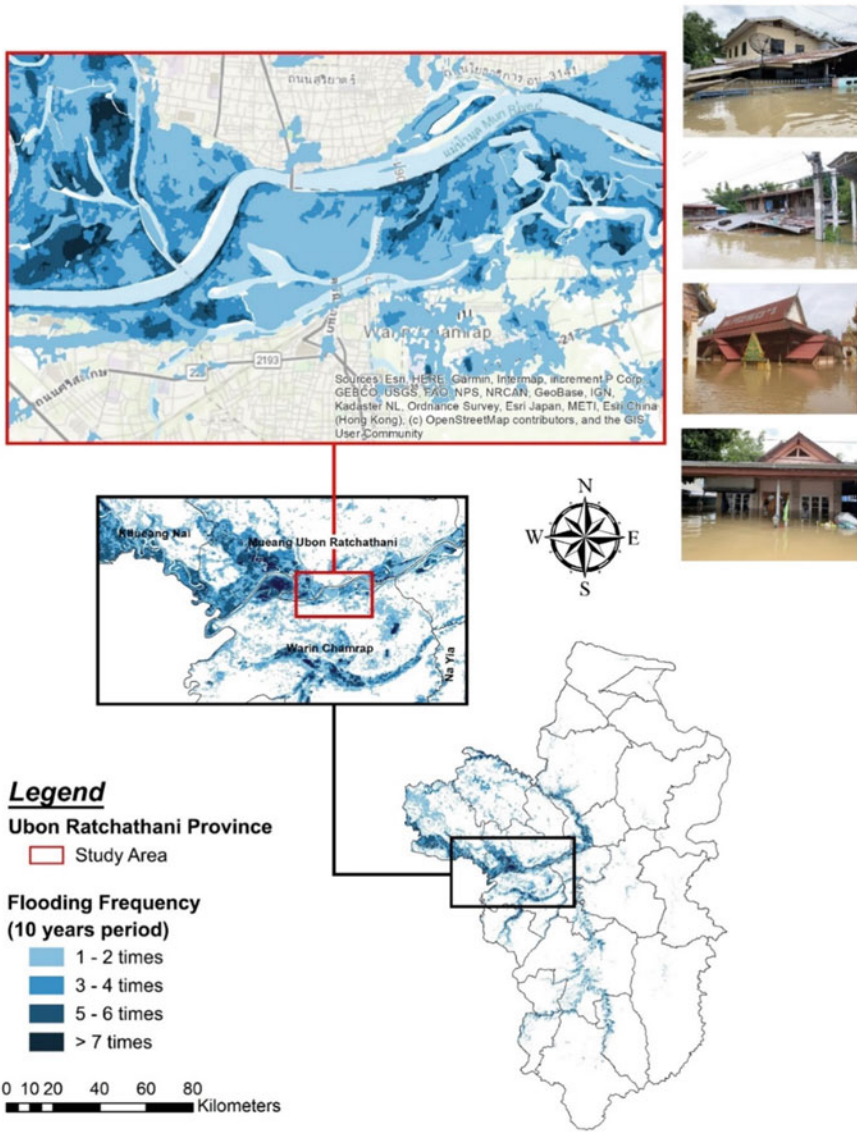 ถนนสุริยาตร์
แม่น้ำมูล Mun River
Warin Chamrap
24
2193
Sources: Esri, HERE, Garmin, Intermap, increment P Corp.,
GEBCO, USGS, FAO, NPS, NRCAN, GeoBase, IGN,
Kadaster NL, Ordnance Survey, Esri Japan, METI, Esri China
(Hong Kong), (c) OpenStreetMap contributors, and the GIS
User Community
Khueang Nai
Mueang Ubon Ratchathani
Warin Chamrap
Na Yia
N
W
E
S
Legend
Ubon Ratchathani Province
Study Area
Flooding Frequency
(10 years period)
1 - 2 times
3 - 4 times
5 - 6 times
> 7 times
0 10 20 40 60 80
Kilometers